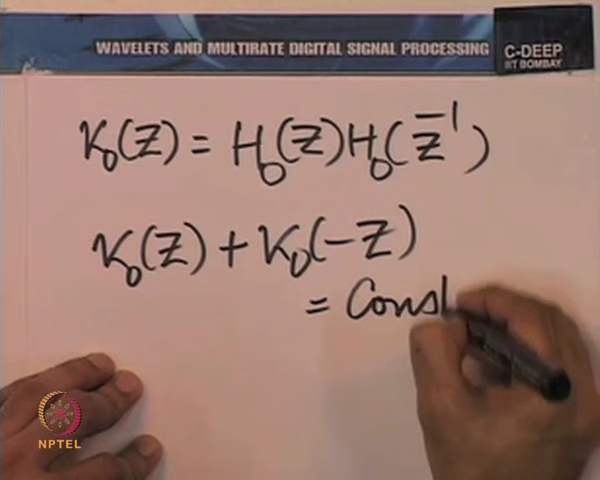 WAVELETS AND MULTIRATE DIGITAL SIGNAL PROCESSING
C-DEEP
IIT BOMBAY
K₀(Z) = H₀(Z)H₀(Z⁻¹)
K₀(Z) + K₀(-Z)
= Const
NPTEL